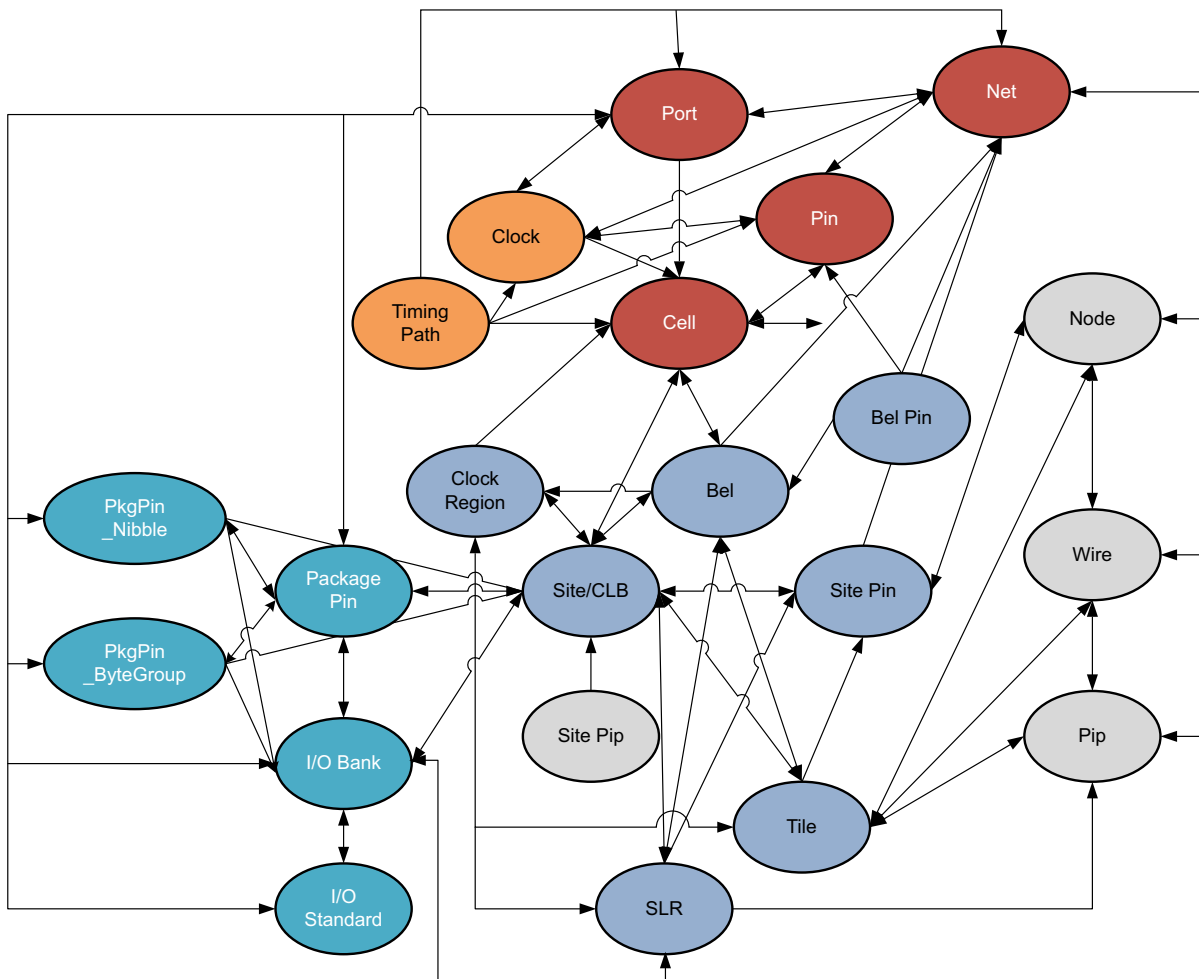 Net
Port
Pin
Clock
Timing
Path
Cell
Node
Bel Pin
Clock
Region
Bel
PkgPin
_Nibble
Package
Pin
Site/CLB
Site Pin
Wire
PkgPin
_ByteGroup
Site Pip
Pip
I/O Bank
Tile
I/O
Standard
SLR